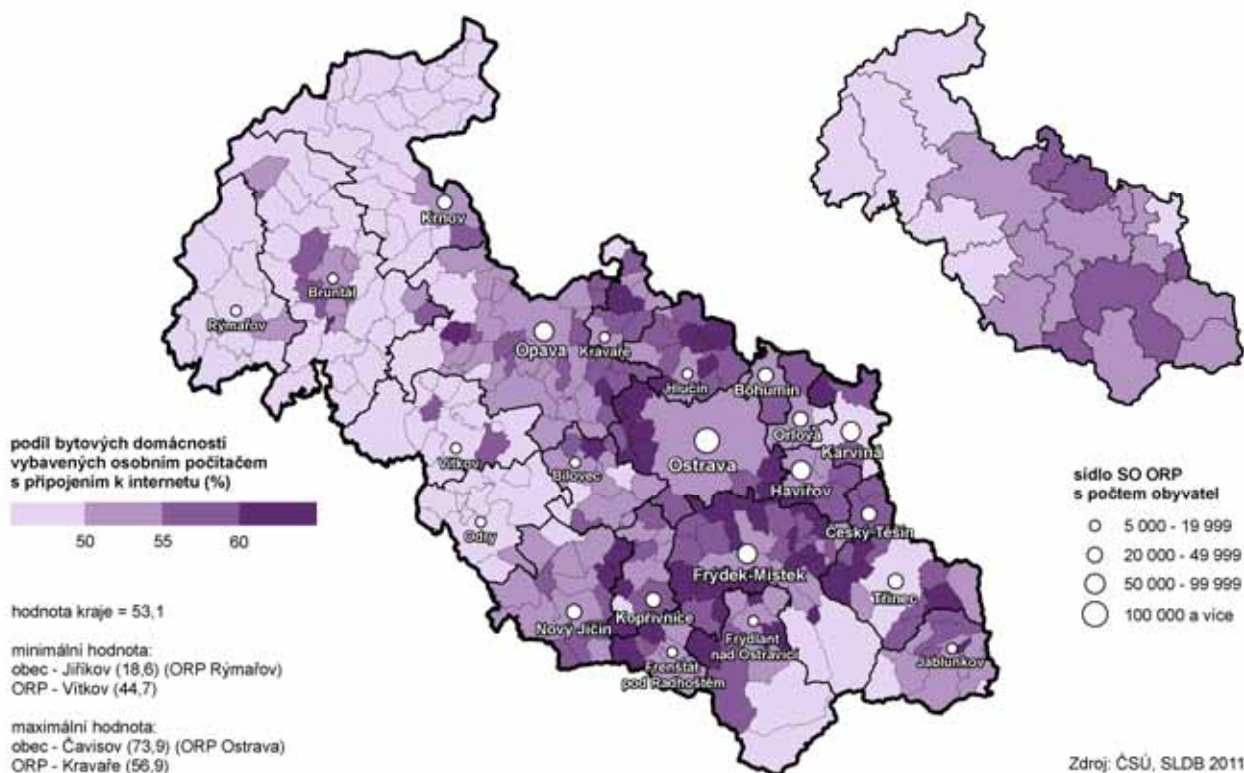 Krnov
Bruntál
Rýmařov
Opava
Kravaře
Hlučín
Bohumín
Orlová
Karviná
Ostrava
Vítkov
Bílovec
Havířov
Odry
Český Těšín
Frýdek-Místek
Třinec
Nový Jičín
Kopřivnice
Frýdlant
nad Ostravicí
Frenštát
pod Radhoštěm
Jablunkov
podíl bytových domácností
vybavených osobním počítačem
s připojením k internetu (%)
50 55 60
hodnota kraje = 53,1
minimální hodnota:
obec - Jiříkov (18,6) (ORP Rýmařov)
ORP - Vítkov (44,7)
maximální hodnota:
obec - Čavisov (73,9) (ORP Ostrava)
ORP - Kravaře (56,9)
sídlo SO ORP
s počtem obyvatel
5 000 - 19 999
20 000 - 49 999
50 000 - 99 999
100 000 a více
Zdroj: ČSÚ, SLDB 2011